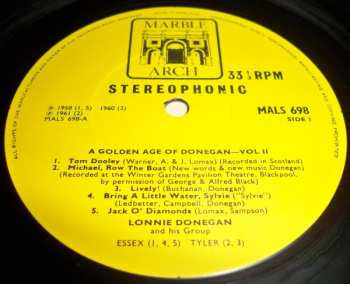 MARBLE
ARCH
33⅓ RPM
STEREOPHONIC
℗ 1958 (1, 5) 1960 (3)
℗ 1961 (2)
MALS 698-A
MALS 698
SIDE 1
A GOLDEN AGE OF DONEGAN—VOL II
1. Tom Dooley (Warner, A. & J. Lomax) (Recorded in Scotland)
2. Michael, Row The Boat (New words & new music Donegan)
(Recorded at the Winter Gardens Pavilion Theatre, Blackpool,
by permission of George & Alfred Black)
3. Lively! (Buchanan, Donegan)
4. Bring A Little Water, Sylvie ("Sylvie")
(Ledbetter, Campbell, Donegan)
5. Jack O' Diamonds (Lomax, Sampson)
LONNIE DONEGAN
and his Group
ESSEX (1, 4, 5) TYLER (2, 3)